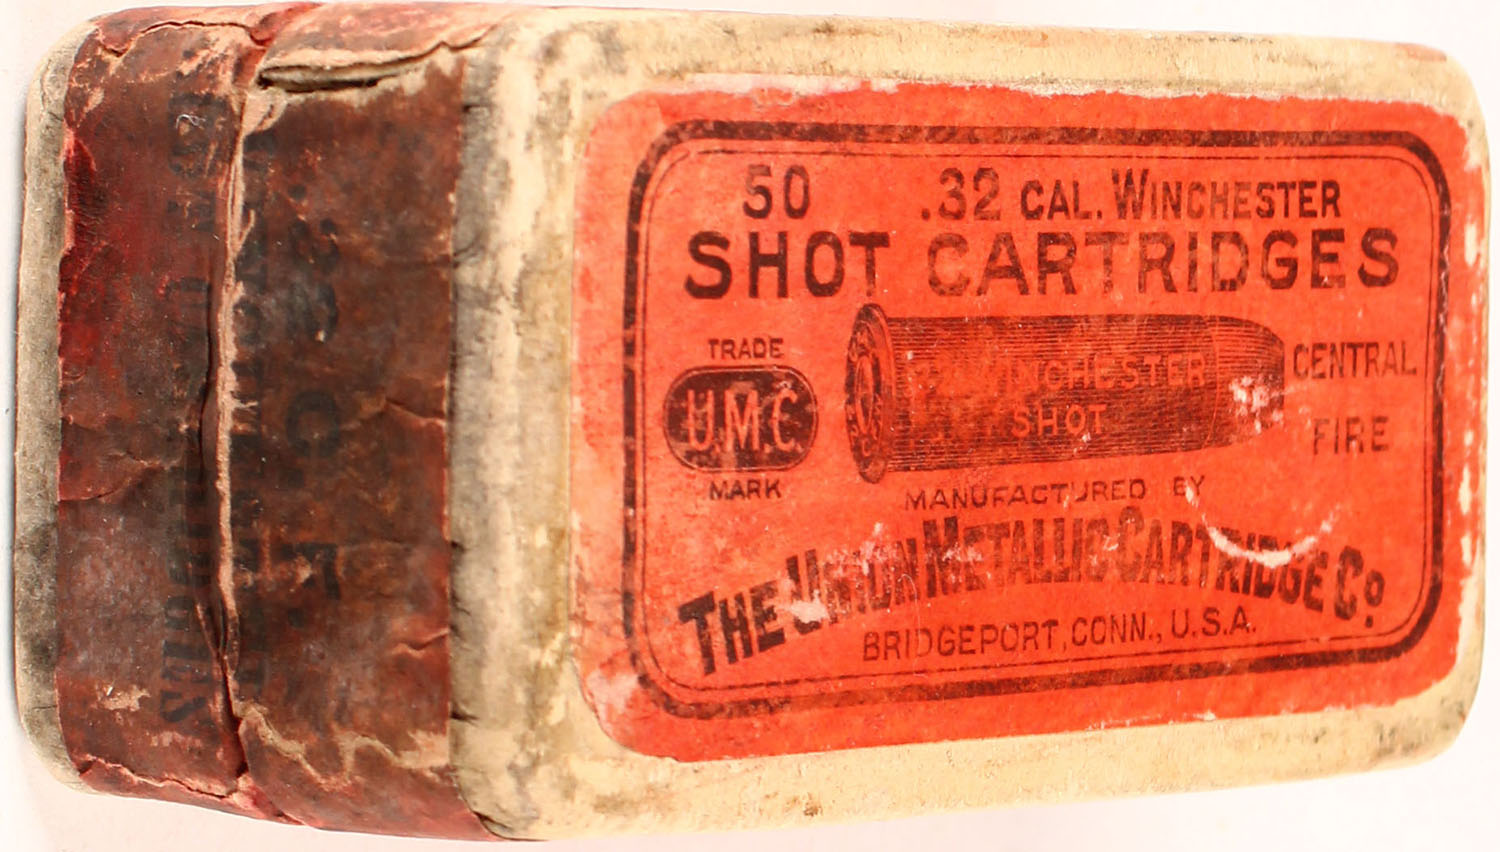 50 .32 CAL. WINCHESTER
SHOT CARTRIDGES
TRADE
U.M.C.
MARK
WINCHESTER
SHOT
CENTRAL
FIRE
MANUFACTURED BY
THE UNION METALLIC CARTRIDGE CO
BRIDGEPORT, CONN., U.S.A.